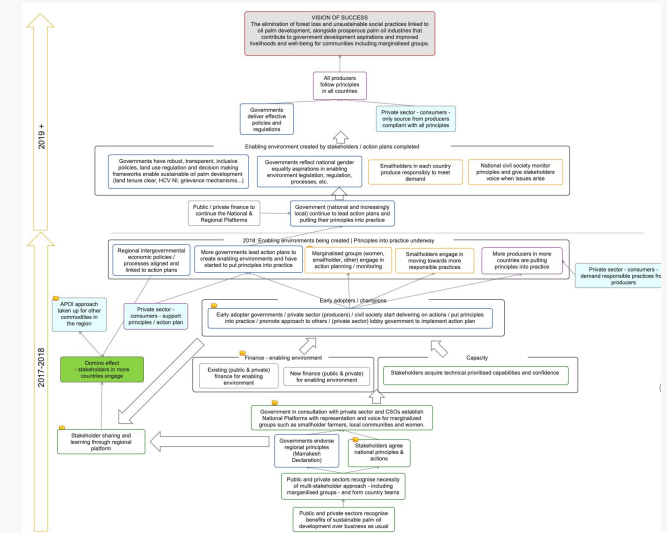 VISION OF SUCCESS
The elimination of forest loss and unsustainable social practices linked to
oil palm development, alongside prosperous palm oil industries that
contribute to government development aspirations and improved
livelihoods and well-being for communities including marginalised groups.
All producers
follow principles
in all countries
Governments
deliver effective
policies and
regulations
Private sector - consumers -
only source from producers
compliant with all principles
2019 +
Enabling environment created by stakeholders / action plans completed
Governments have robust, transparent, inclusive
policies, land use regulation and decision making
frameworks enable sustainable oil palm development
(land tenure clear, HCV NI, grievance mechanisms...)
Governments reflect national gender
equality aspirations in enabling
environment legislation, regulation,
processes, etc.
Smallholders in each country
produce responsibly to meet
demand
National civil society monitor
principles and give stakeholders
voice when issues arise
Public / private finance to
continue the National &
Regional Platforms
Government (national and increasingly
local) continue to lead action plans and
putting their principles into practice
2018: Enabling Environments being created | Principles into practice underway
Regional intergovernmental
economic policies /
processes aligned and
linked to action plans
More governments lead action plans to
create enabling environments and have
started to put principles into practice
Marginalised groups (women,
smallholder, other) engage in
action planning / monitoring
Smallholders engage in
moving towards more
responsible practices
More producers in more
countries are putting
principles into practice
Private sector - consumers -
demand responsible practices from
producers
2017-2018
APOI approach
taken up for other
commodities in
the region
Private sector -
consumers - support
principles / action plan
Early adopters / champions
Early adopter governments / private sector (producers) / civil society start delivering on actions / put principles
into practice / promote approach to others / (private sector) lobby government to implement action plan
Domino effect
- stakeholders in more
countries engage
Finance - enabling environment
Existing (public & private)
finance for enabling
environment
New finance (public & private)
for enabling environment
Capacity
Stakeholders acquire technical prioritised capabilities and confidence
Government in consultation with private sector and CSOs establish
National Platforms with representation and voice for marginalized
groups such as smallholder farmers, local communities and women.
Stakeholder sharing and
learning through regional
platform
Governments endorse
regional principles
(Marrakesh
Declaration)
Stakeholders agree
national principles &
actions
Public and private sectors recognise necessity
of multi-stakeholder approach - including
marganilised groups - and form country teams
Public and private sectors recognise
benefits of sustainable palm oil
development over business as usual